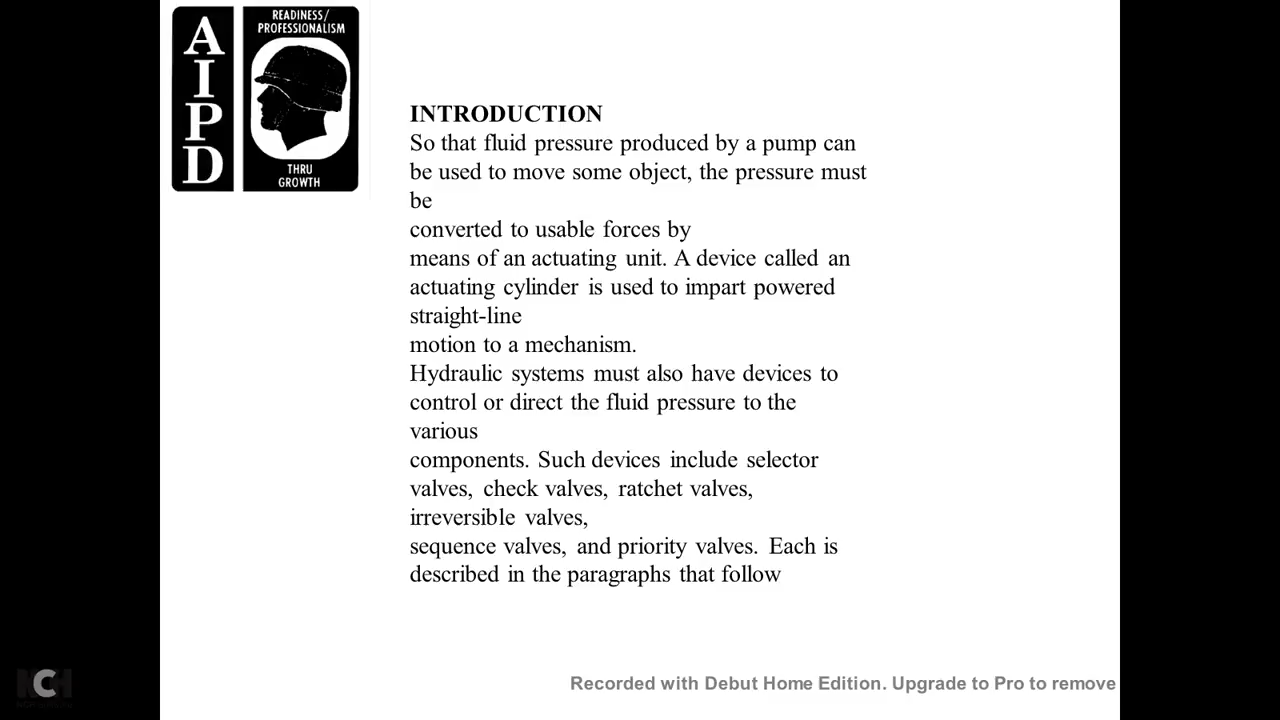 AIPD
READINESS/
PROFESSIONALISM
THRU
GROWTH
INTRODUCTION
So that fluid pressure produced by a pump can
be used to move some object, the pressure must
be
converted to usable forces by
means of an actuating unit. A device called an
actuating cylinder is used to impart powered
straight-line
motion to a mechanism.
Hydraulic systems must also have devices to
control or direct the fluid pressure to the
various
components. Such devices include selector
valves, check valves, ratchet valves,
irreversible valves,
sequence valves, and priority valves. Each is
described in the paragraphs that follow
Recorded with Debut Home Edition. Upgrade to Pro to remove